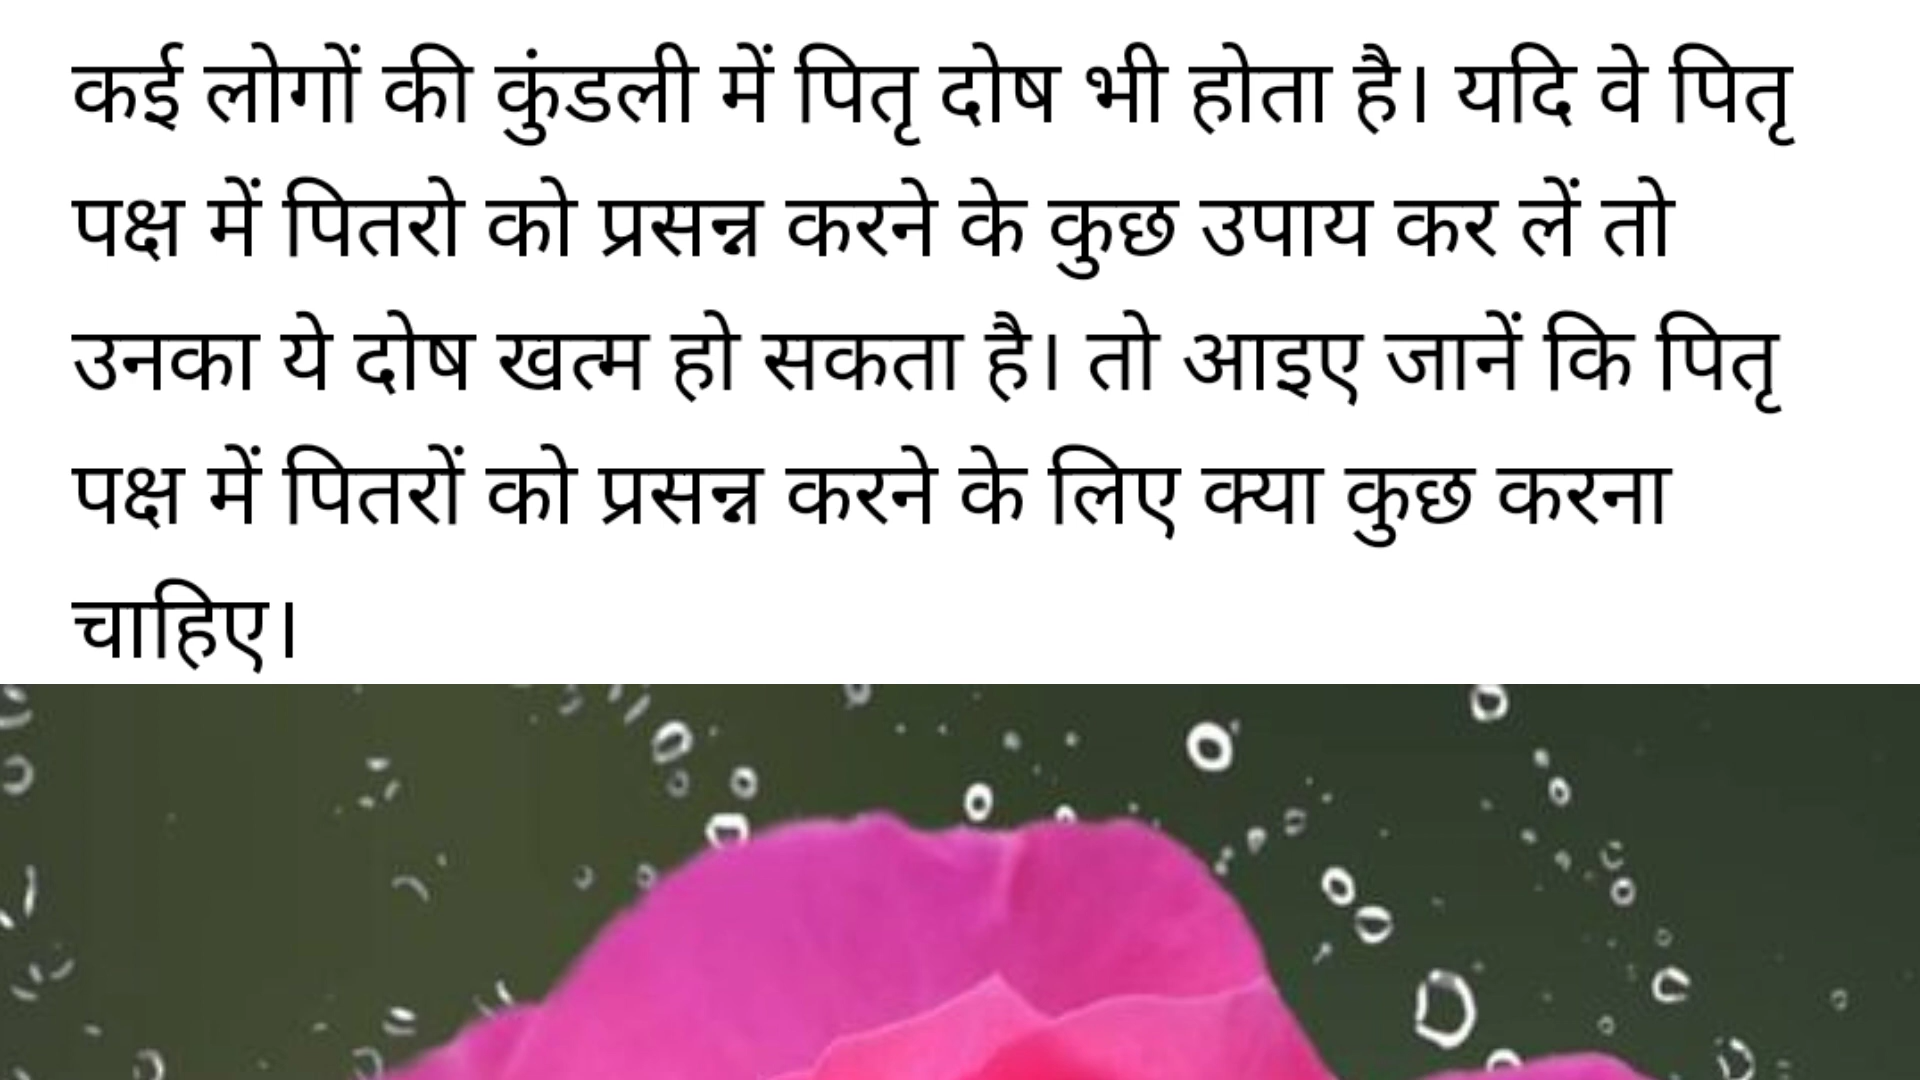 कई लोगों की कुंडली में पितृ दोष भी होता है। यदि वे पितृ
पक्ष में पितरो को प्रसन्न करने के कुछ उपाय कर लें तो
उनका ये दोष खत्म हो सकता है। तो आइए जानें कि पितृ
पक्ष में पितरों को प्रसन्न करने के लिए क्या कुछ करना
चाहिए।